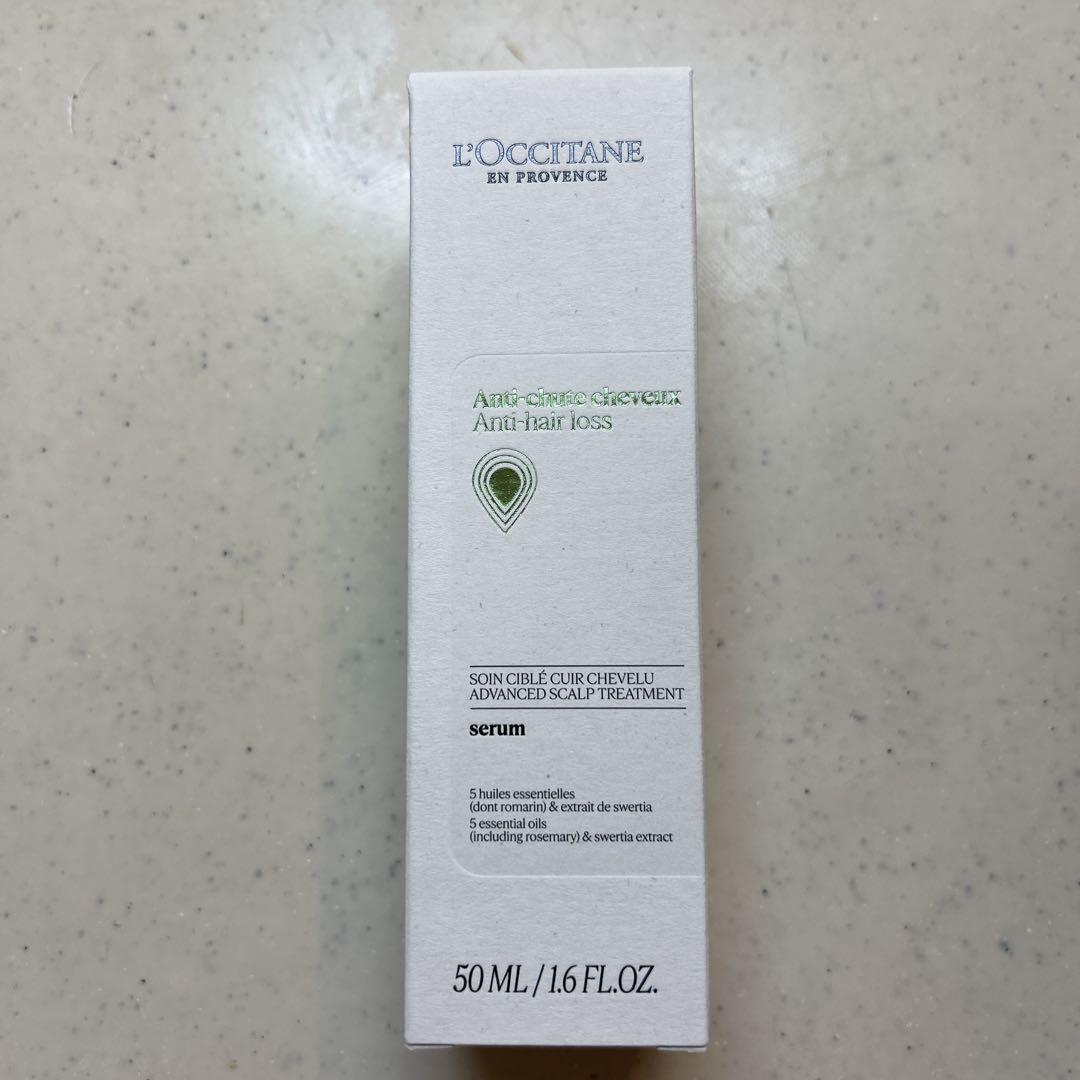 L'OCCITANE
EN PROVENCE
Anti-chute cheveux
Anti-hair loss
SOIN CIBLÉ CUIR CHEVELU
ADVANCED SCALP TREATMENT
serum
5 huiles essentielles
(dont romarin) & extrait de swertia
5 essential oils
(including rosemary) & swertia extract
50 ML / 1.6 FL.OZ.